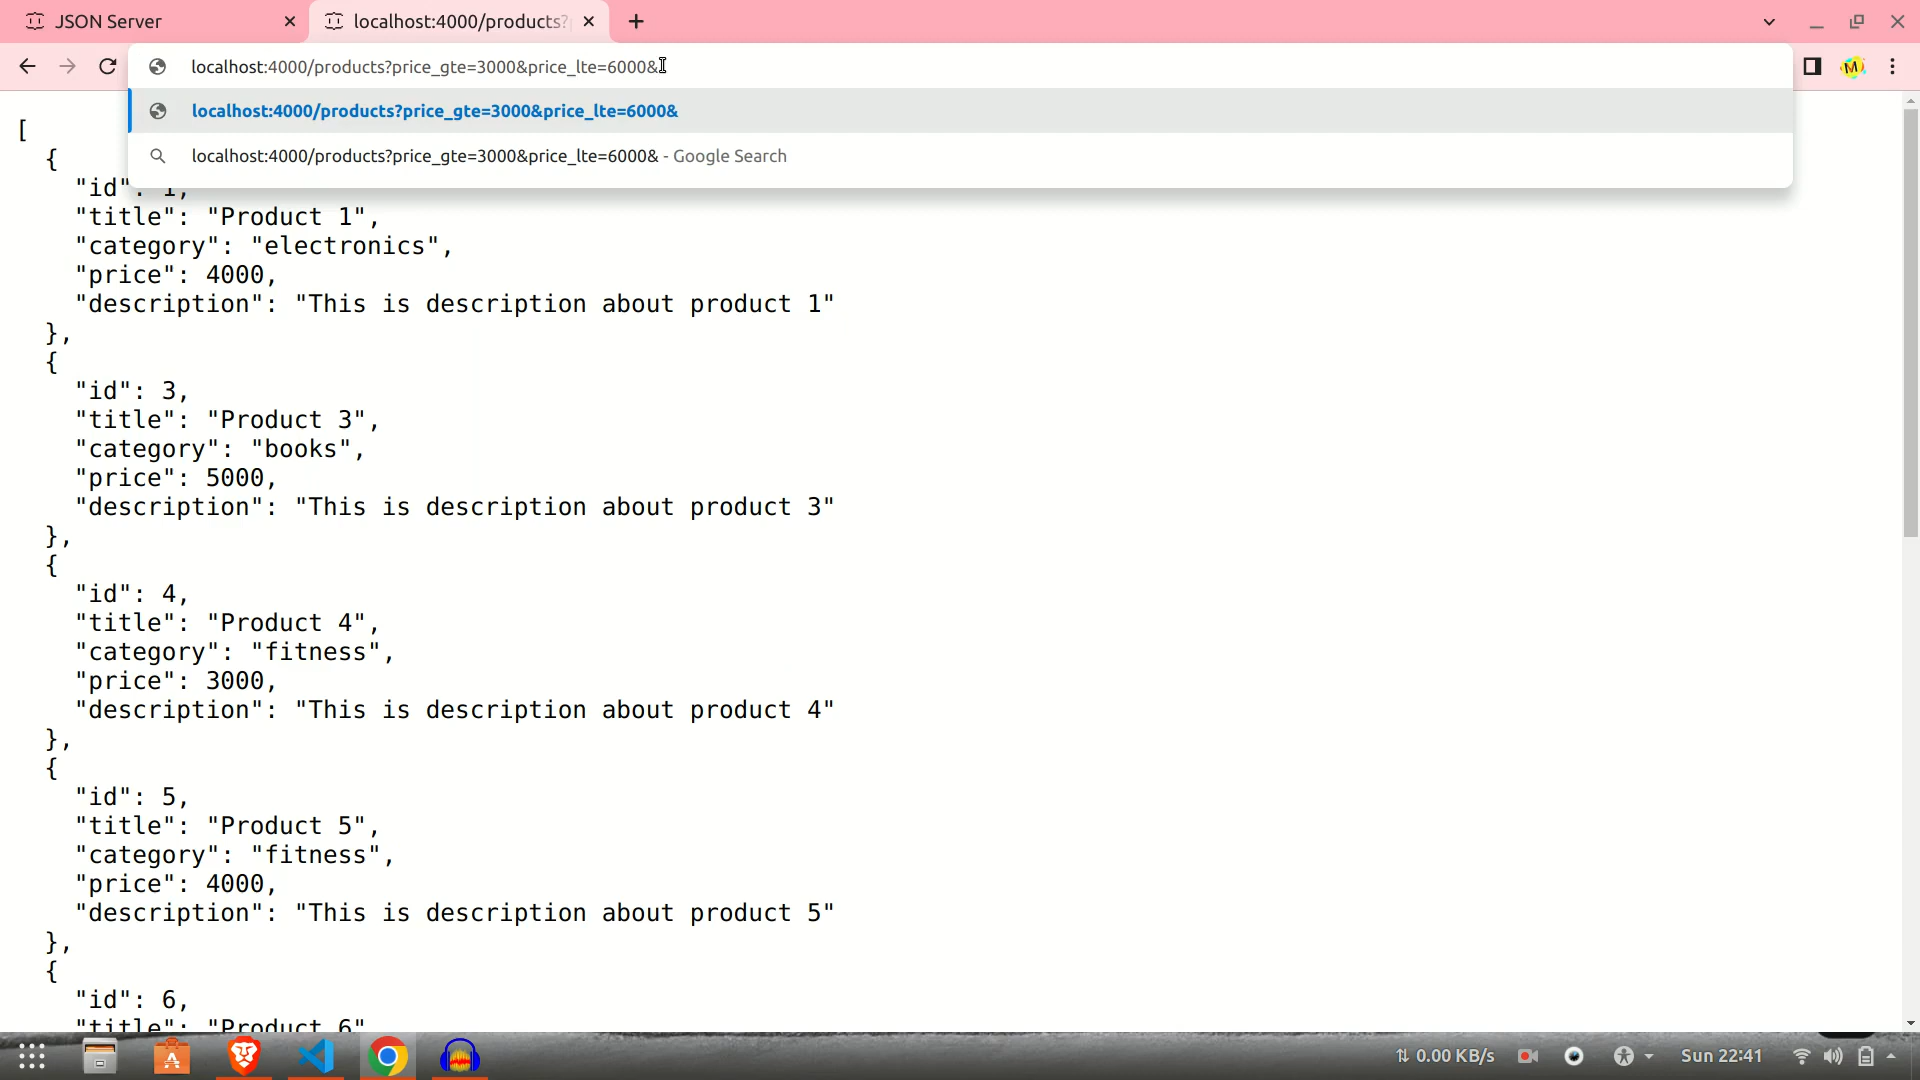 JSON Server
localhost:4000/products?
localhost:4000/products?price_gte=3000&price_lte=6000&
localhost:4000/products?price_gte=3000&price_lte=6000&
localhost:4000/products?price_gte=3000&price_lte=6000& - Google Search
[
{
"id": 1,
"title": "Product 1",
"category": "electronics",
"price": 4000,
"description": "This is description about product 1"
},
{
"id": 3,
"title": "Product 3",
"category": "books",
"price": 5000,
"description": "This is description about product 3"
},
{
"id": 4,
"title": "Product 4",
"category": "fitness",
"price": 3000,
"description": "This is description about product 4"
},
{
"id": 5,
"title": "Product 5",
"category": "fitness",
"price": 4000,
"description": "This is description about product 5"
},
{
"id": 6,
"title": "Product 6"
0.00 KB/s
Sun 22:41